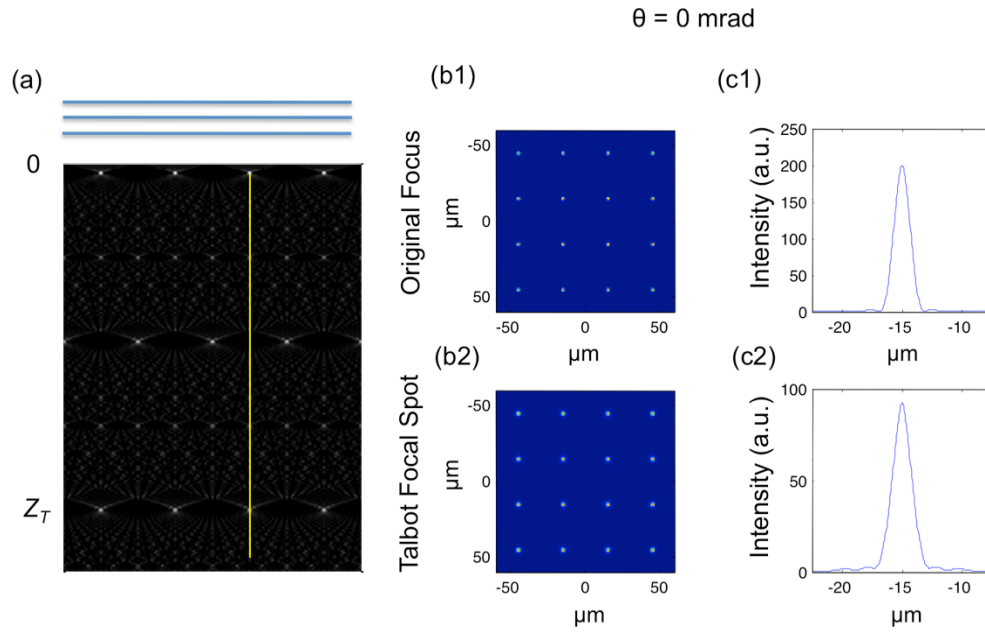 θ = 0 mrad
(a)
0
Z_T
(b1)
Original Focus
-50
µm
0
50
-50 0 50
µm
(c1)
Intensity (a.u.)
250
200
150
100
50
0
-20 -15 -10
µm
(b2)
Talbot Focal Spot
-50
µm
0
50
-50 0 50
µm
(c2)
Intensity (a.u.)
100
50
0
-20 -15 -10
µm